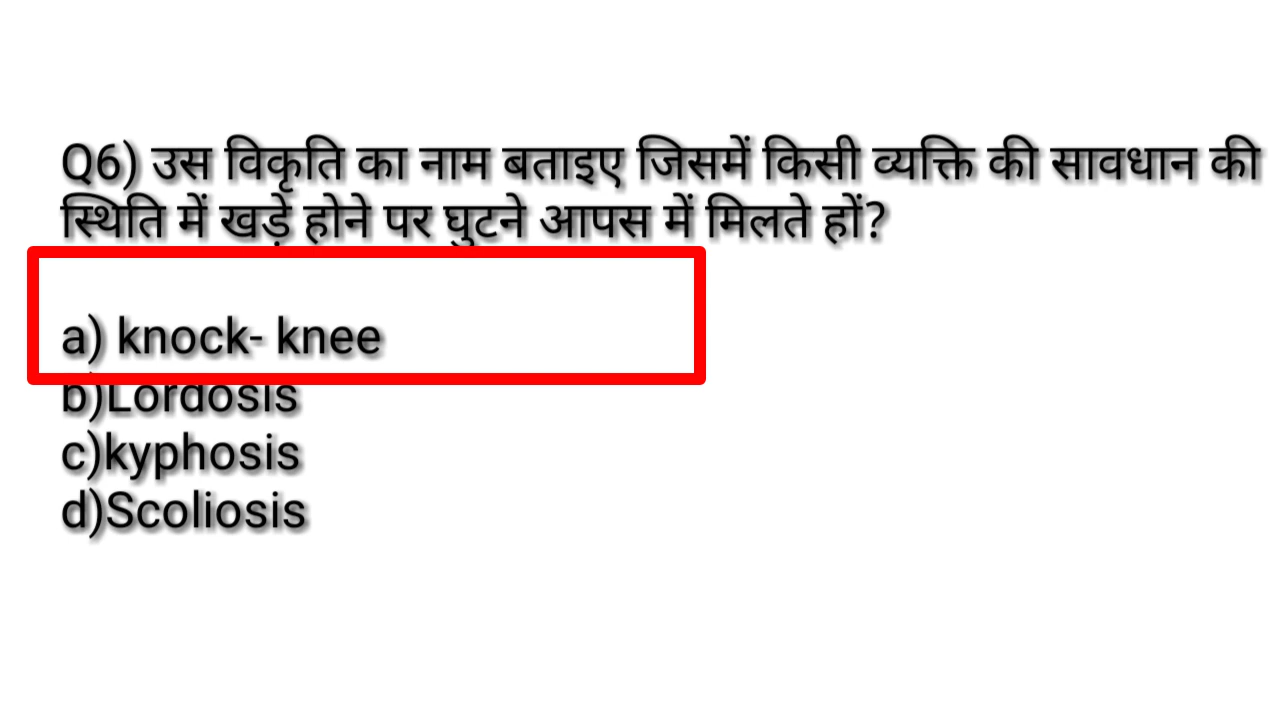 Q6) उस विकृति का नाम बताइए जिसमें किसी व्यक्ति की सावधान की
स्थिति में खड़े होने पर घुटने आपस में मिलते हों?
a) knock- knee
b)Lordosis
c)kyphosis
d)Scoliosis